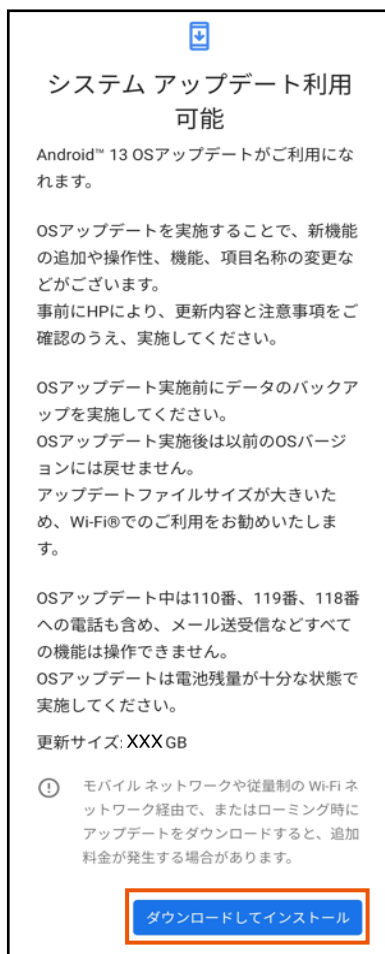 システム アップデート利用
可能
Android™ 13 OSアップデートがご利用にな
れます。
OSアップデートを実施することで、新機能
の追加や操作性、機能、項目名称の変更な
どがございます。
事前にHPにより、更新内容と注意事項をご
確認のうえ、実施してください。
OSアップデート実施前にデータのバックア
ップを実施してください。
OSアップデート実施後は以前のOSバージ
ョンには戻せません。
アップデートファイルサイズが大きいた
め、Wi-Fi®でのご利用をお勧めいたしま
す。
OSアップデート中は110番、119番、118番
への電話も含め、メール送受信などすべて
の機能は操作できません。
OSアップデートは電池残量が十分な状態で
実施してください。
更新サイズ: XXX GB
モバイル ネットワークや従量制の Wi-Fi ネ
ットワーク経由で、またはローミング時に
アップデートをダウンロードすると、追加
料金が発生する場合があります。
ダウンロードしてインストール